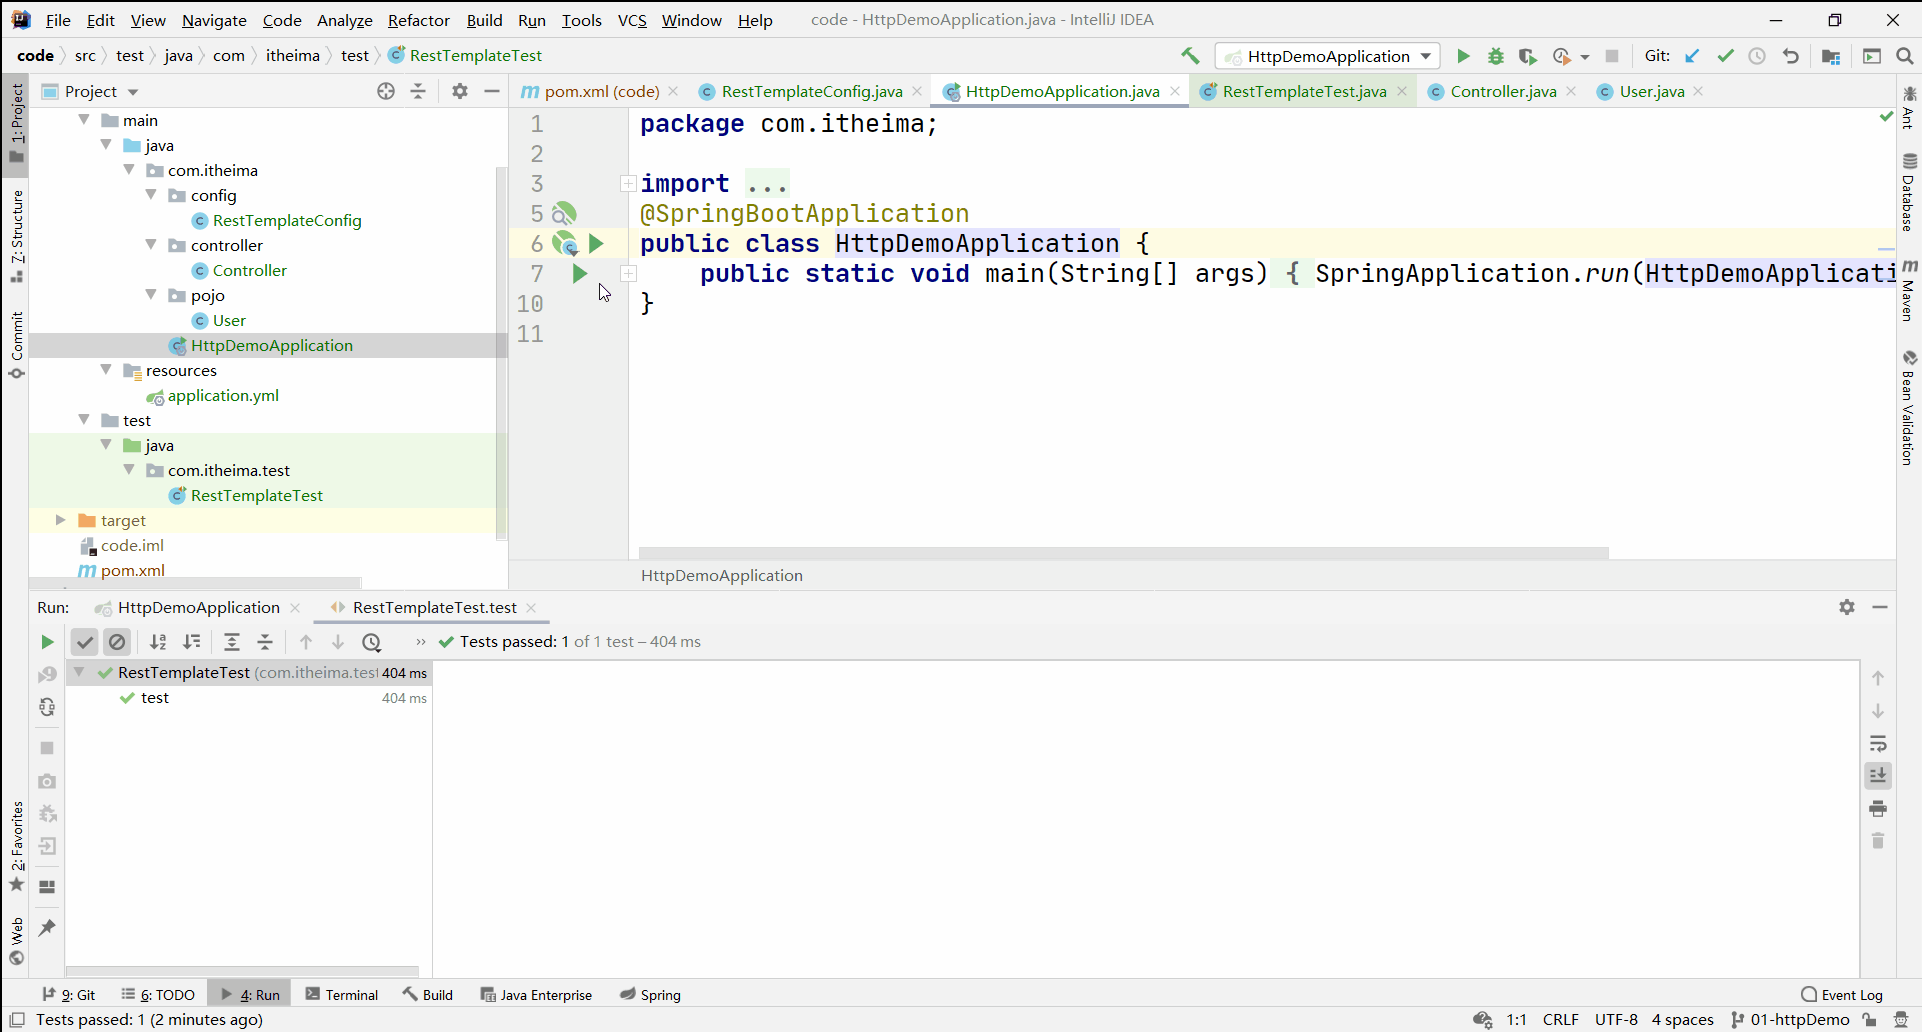 File Edit View Navigate Code Analyze Refactor Build Run Tools VCS Window Help code - HttpDemoApplication.java - IntelliJ IDEA
code src test java com itheima test RestTemplateTest HttpDemoApplication Git:
Project
pom.xml (code) RestTemplateConfig.java HttpDemoApplication.java RestTemplateTest.java Controller.java User.java
1: Project
7: Structure
Commit
2: Favorites
Web
main
java
com.itheima
config
RestTemplateConfig
controller
Controller
pojo
User
HttpDemoApplication
resources
application.yml
test
java
com.itheima.test
RestTemplateTest
target
code.iml
pom.xml
1 package com.itheima;
2
3 import ...
5 @SpringBootApplication
6 public class HttpDemoApplication {
7 public static void main(String[] args) { SpringApplication.run(HttpDemoApplicati
10 }
11
HttpDemoApplication
Ant
Database
Maven
Bean Validation
Run: HttpDemoApplication RestTemplateTest.test
Tests passed: 1 of 1 test – 404 ms
RestTemplateTest (com.itheima.test 404 ms
test 404 ms
9: Git 6: TODO 4: Run Terminal Build Java Enterprise Spring Event Log
Tests passed: 1 (2 minutes ago) 1:1 CRLF UTF-8 4 spaces 01-httpDemo